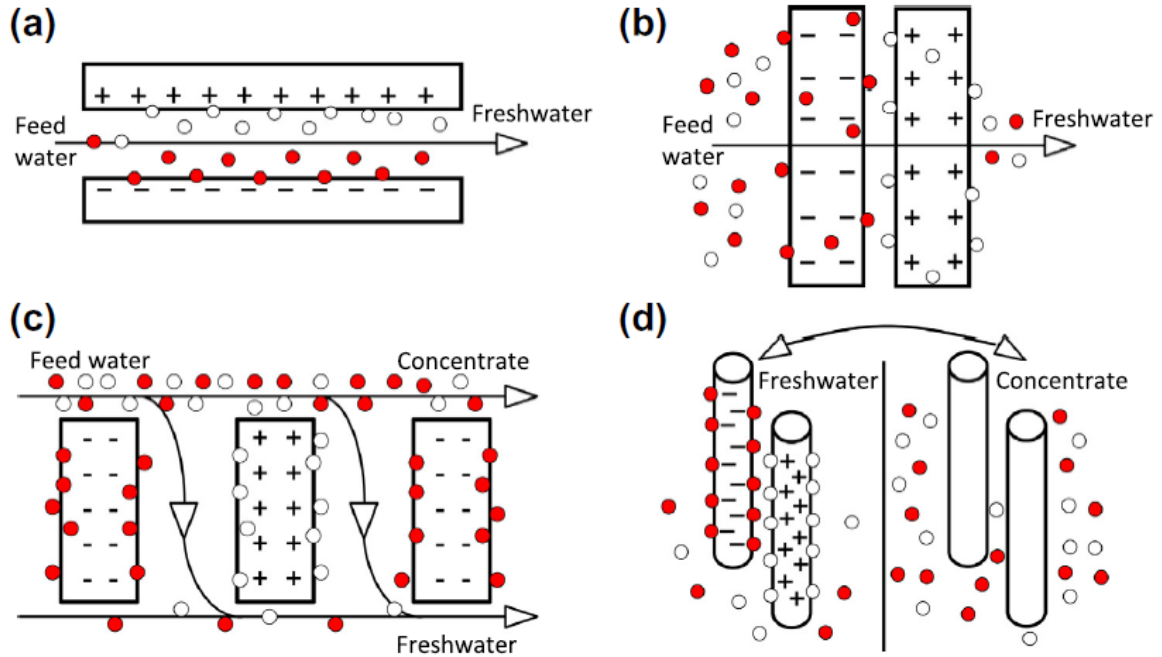 (a)
+ + + + + + + + + +
Feed
water
Freshwater
− − − − − − − − − −
(b)
− − + +
− − + +
− − + +
Feed
water
Freshwater
− − + +
− − + +
− − + +
(c)
Feed water
Concentrate
- - - + + - - -
- - - + + - - -
- - + + - -
- - + + - -
- - + + - -
Freshwater
(d)
Freshwater
Concentrate